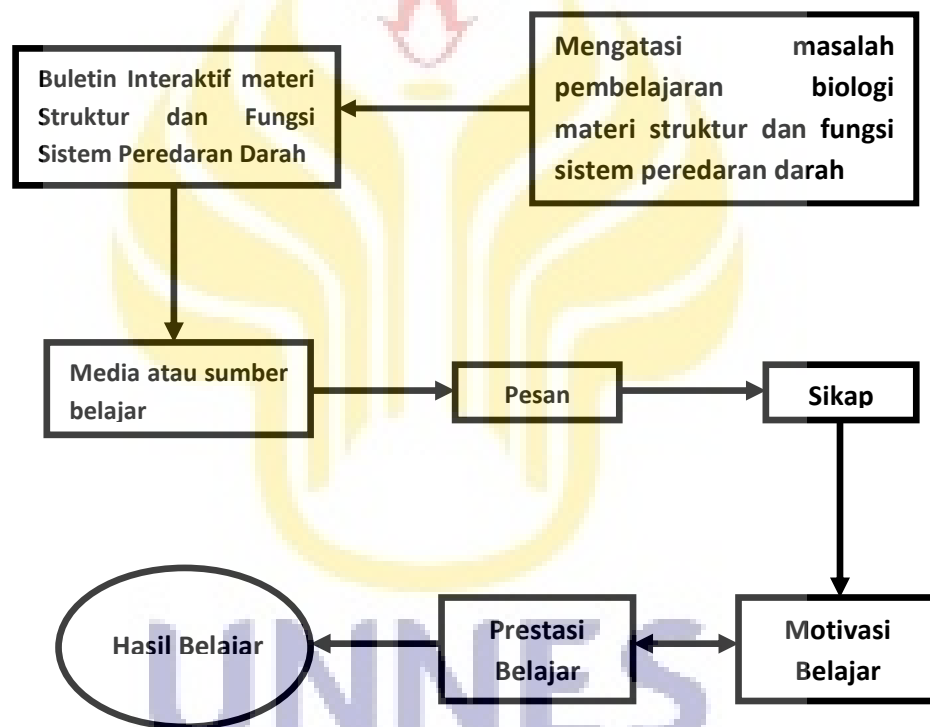 Mengatasi masalah
pembelajaran biologi
materi struktur dan fungsi
sistem peredaran darah
Buletin Interaktif materi
Struktur dan Fungsi
Sistem Peredaran Darah
Media atau sumber
belajar
Pesan
Sikap
Motivasi
Belajar
Prestasi
Belajar
Hasil Belajar
UNNES